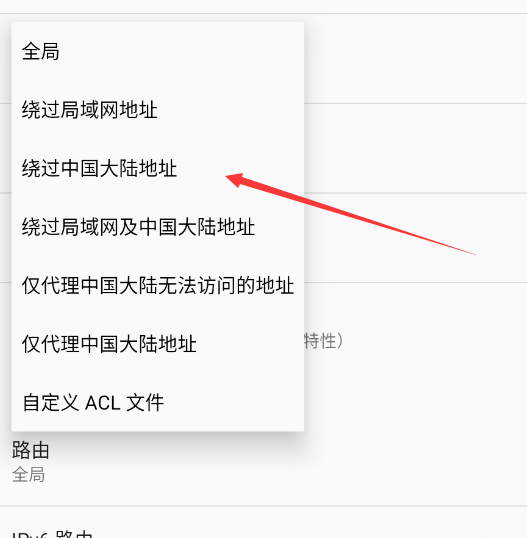 全局
绕过局域网地址
绕过中国大陆地址
绕过局域网及中国大陆地址
仅代理中国大陆无法访问的地址
仅代理中国大陆地址
特性）
自定义 ACL 文件
路由
全局
IPv6 路由